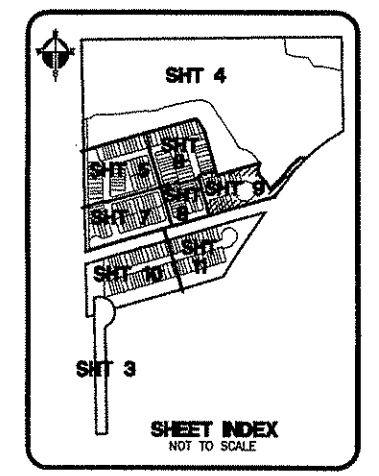 SHT 4
SHT
6
SHT 5
SHT 9
SHT
8
SHT 7
SHT
11
SHT 10
SHT 3
SHEET INDEX
NOT TO SCALE